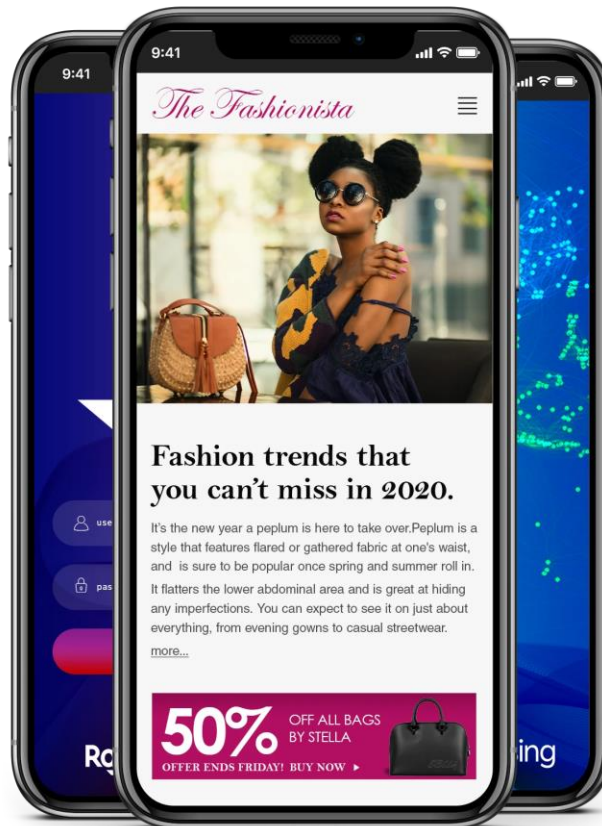 9:41
9:41
The Fashionista
Fashion trends that
you can't miss in 2020.
It's the new year a peplum is here to take over.Peplum is a
style that features flared or gathered fabric at one's waist,
and is sure to be popular once spring and summer roll in.
It flatters the lower abdominal area and is great at hiding
any imperfections. You can expect to see it on just about
everything, from evening gowns to casual streetwear.
more...
50% OFF ALL BAGS
BY STELLA
OFFER ENDS FRIDAY! BUY NOW
use
pas
Ro
sing